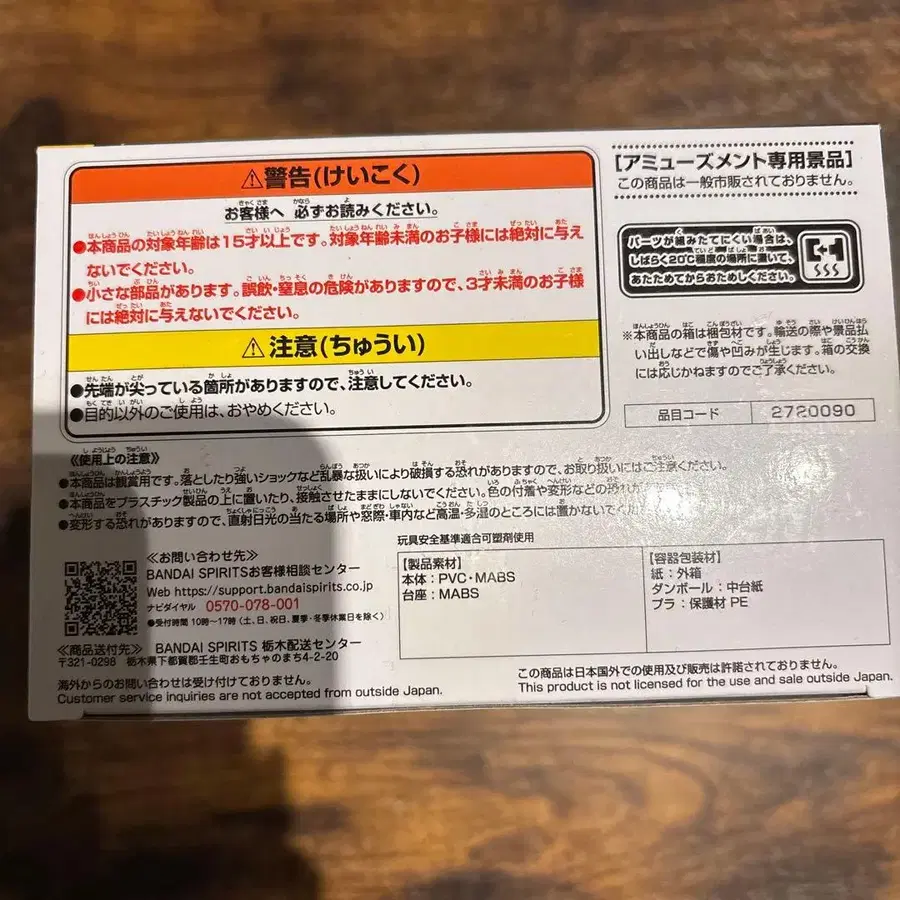 ⚠警告(けいこく)
お客様へ 必ずお読みください。
●本商品の対象年齢は15才以上です。対象年齢未満のお子様には絶対に与え
ないでください。
●小さな部品があります。誤飲・窒息の危険がありますので、3才未満のお子様
には絶対に与えないでください。
⚠注意(ちゅうい)
●先端が尖っている箇所がありますので、注意してください。
●目的以外のご使用は、おやめください。
[アミューズメント専用景品]
この商品は一般市販されておりません。
パーツが組みたてにくい場合は、
しばらく20℃程度の場所に置いて、
あたためてからおためしください。
※本商品の箱は梱包材です。輸送の際や景品払
い出しなどで傷や凹みが生じます。箱の交換
には応じかねますのでご了承ください。
品目コード 2720090
《使用上の注意》
●本商品は観賞用です。落としたり強いショックなど乱暴な扱いにより破損する恐れがありますので、お取り扱いにはご注意ください。
●本商品をプラスチック製品の上に置いたり、接触させたままにしないでください。色の付着や変形などの恐れが
●変形する恐れがありますので、直射日光の当たる場所や窓際・車内など高温・多湿のところには置かないでく
≪お問い合わせ先≫
BANDAI SPIRITSお客様相談センター
Web https://support.bandaispirits.co.jp
ナビダイヤル 0570-078-001
●受付時間 10時〜17時 (土、日、祝日、夏季・冬季休業日を除く)
≪商品送付先≫ BANDAI SPIRITS 栃木配送センター
〒321-0298 栃木県下都賀郡壬生町おもちゃのまち4-2-20
海外からのお問い合わせは受け付けておりません。
Customer service inquiries are not accepted from outside Japan.
玩具安全基準適合可塑剤使用
【製品素材】
本体：PVC・MABS
台座：MABS
【容器包装材】
紙：外箱
ダンボール：中台紙
プラ：保護材 PE
この商品は日本国外での使用及び販売は許諾されておりません。
This product is not licensed for the use and sale outside Japan.